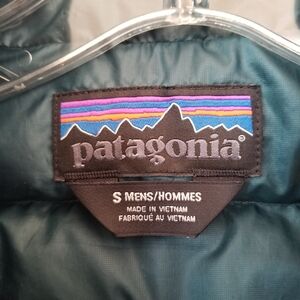 patagonia®
S MENS/HOMMES
MADE IN VIETNAM
FABRIQUÉ AU VIETNAM